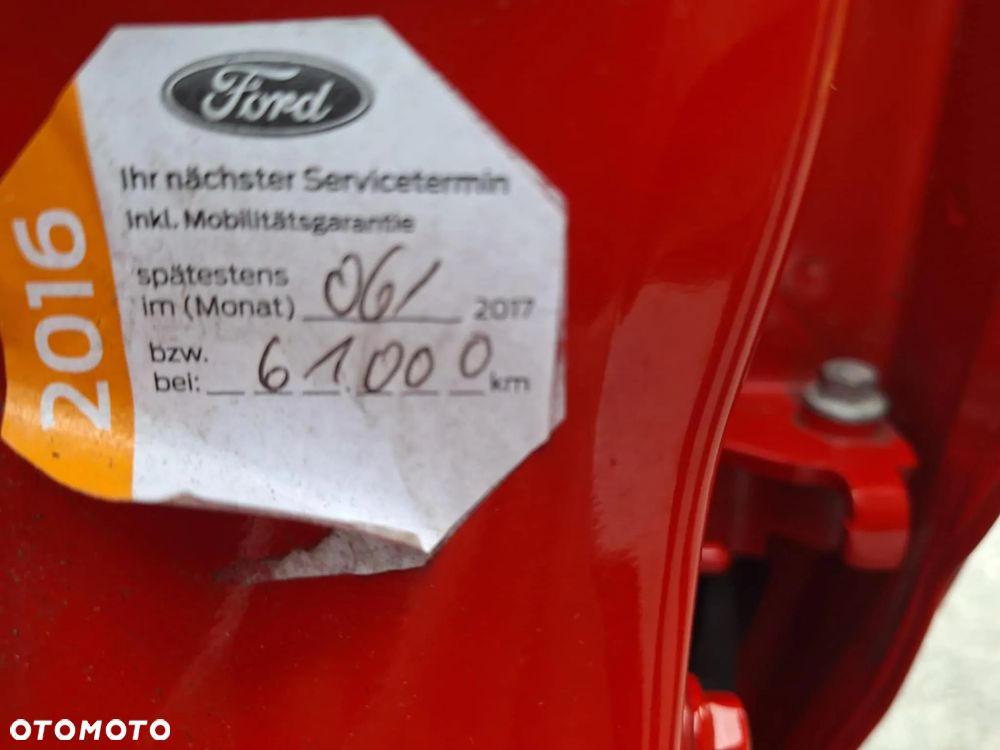 Ford
Ihr nächster Servicetermin
inkl. Mobilitätsgarantie
spätestens
im (Monat) 06/ 2017
bzw.
bei: 61.000 km
2016
OTOMOTO